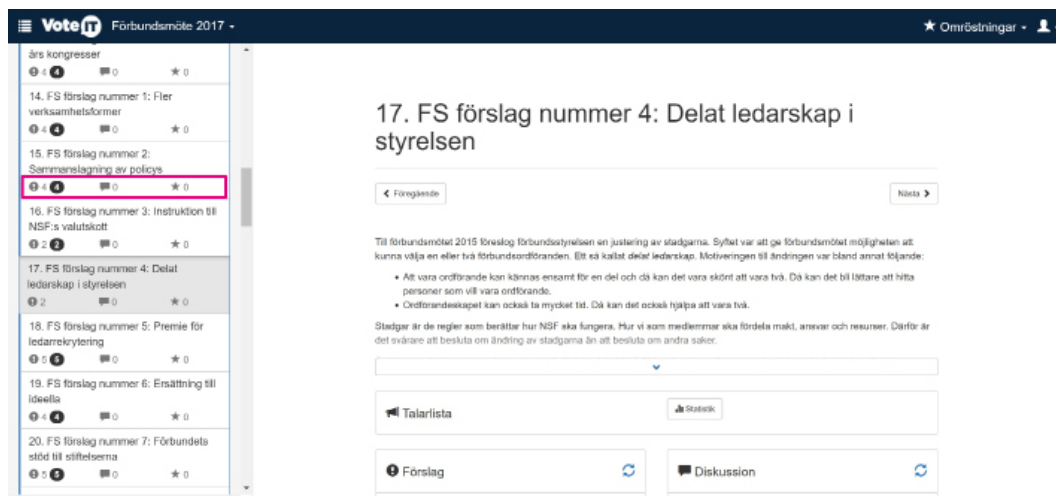 VoteIT Förbundsmöte 2017
Omröstningar
års kongresser
4 4 0 0
14. FS förslag nummer 1: Fler
verksamhetsformer
4 4 0 0
15. FS förslag nummer 2:
Sammanslagning av policys
4 4 0 0
16. FS förslag nummer 3: Instruktion till
NSF:s valutskott
2 2 0 0
17. FS förslag nummer 4: Delat
ledarskap i styrelsen
2 0 0
18. FS förslag nummer 5: Premie för
ledarrekrytering
5 5 0 0
19. FS förslag nummer 6: Ersättning till
Ideella
4 4 0 0
20. FS förslag nummer 7: Förbundets
stöd till stiftelserna
5 5 0 0
17. FS förslag nummer 4: Delat ledarskap i
styrelsen
Föregående
Nästa
Till förbundsmötet 2015 föreslog förbundsstyrelsen en justering av stadgarna. Syftet var att ge förbundsmötet möjligheten att
kunna välja en eller två förbundsordföranden. Ett så kallat delat ledarskap. Motiveringen till ändringen var bland annat följande:
• Att vara ordförande kan kännas ensamt för en del och då kan det vara skönt att vara två. Då kan det bli lättare att hitta
personer som vill vara ordförande.
• Ordförandeskapet kan också ta mycket tid. Då kan det också hjälpa att vara två.
Stadgar är de regler som berättar hur NSF ska fungera. Hur vi som medlemmar ska fördela makt, ansvar och resurser. Därför är
det svårare att besluta om ändring av stadgarna än att besluta om andra saker.
Talarlista
Statistik
Förslag
Diskussion